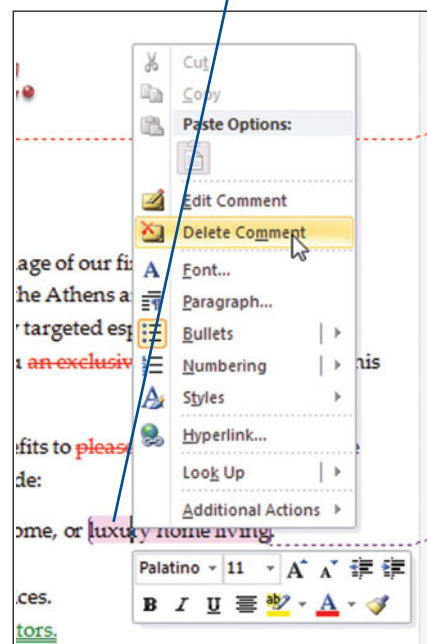 Cut
Copy
Paste Options:
Edit Comment
Delete Comment
age of our fi
Font...
he Athens a
Paragraph...
targeted esp
Bullets
an exclusiv
Numbering
his
Styles
Hyperlink...
efits to please
e
de:
Look Up
Additional Actions
ome, or luxury home living.
Palatino 11 A A
B I U ab A
ces.
tors.